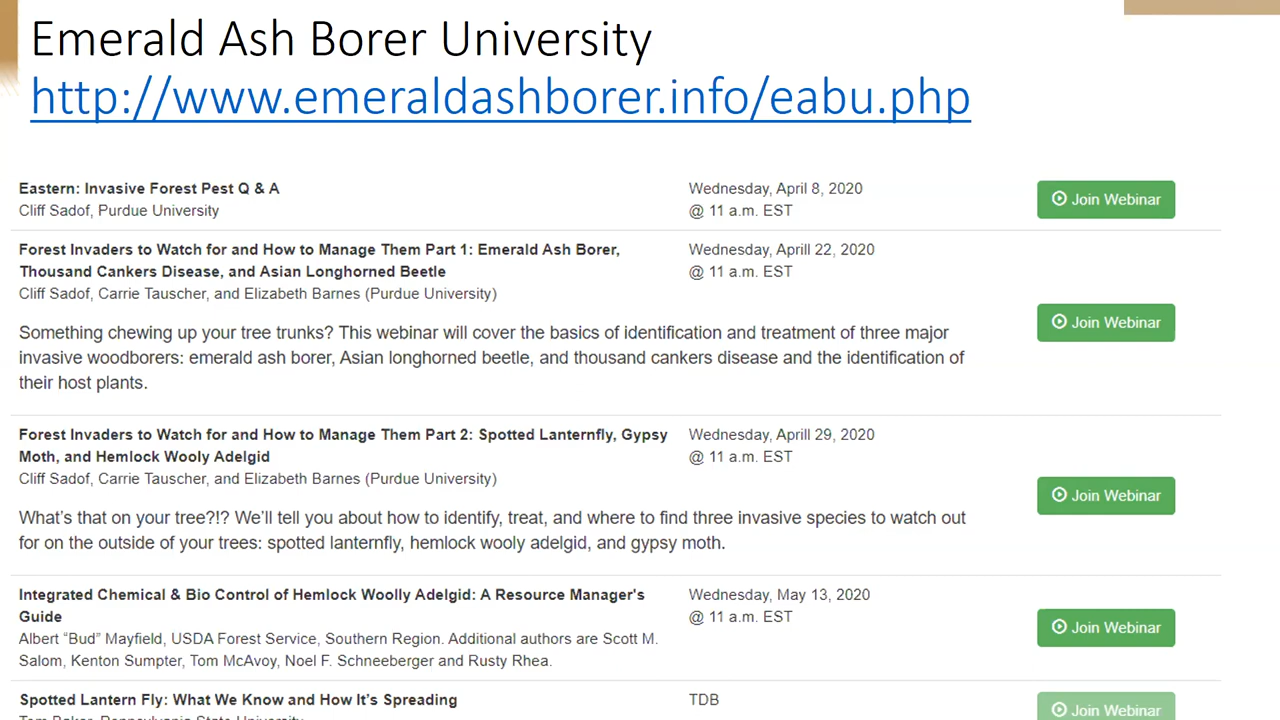 Emerald Ash Borer University
http://www.emeraldashborer.info/eabu.php
Eastern: Invasive Forest Pest Q & A
Cliff Sadof, Purdue University
Wednesday, April 8, 2020
@ 11 a.m. EST
Join Webinar
Forest Invaders to Watch for and How to Manage Them Part 1: Emerald Ash Borer,
Thousand Cankers Disease, and Asian Longhorned Beetle
Cliff Sadof, Carrie Tauscher, and Elizabeth Barnes (Purdue University)
Something chewing up your tree trunks? This webinar will cover the basics of identification and treatment of three major
invasive woodborers: emerald ash borer, Asian longhorned beetle, and thousand cankers disease and the identification of
their host plants.
Wednesday, Aprill 22, 2020
@ 11 a.m. EST
Join Webinar
Forest Invaders to Watch for and How to Manage Them Part 2: Spotted Lanternfly, Gypsy
Moth, and Hemlock Wooly Adelgid
Cliff Sadof, Carrie Tauscher, and Elizabeth Barnes (Purdue University)
What's that on your tree?!? We'll tell you about how to identify, treat, and where to find three invasive species to watch out
for on the outside of your trees: spotted lanternfly, hemlock wooly adelgid, and gypsy moth.
Wednesday, Aprill 29, 2020
@ 11 a.m. EST
Join Webinar
Integrated Chemical & Bio Control of Hemlock Woolly Adelgid: A Resource Manager's
Guide
Albert “Bud” Mayfield, USDA Forest Service, Southern Region. Additional authors are Scott M.
Salom, Kenton Sumpter, Tom McAvoy, Noel F. Schneeberger and Rusty Rhea.
Wednesday, May 13, 2020
@ 11 a.m. EST
Join Webinar
Spotted Lantern Fly: What We Know and How It’s Spreading
TDB
Join Webinar